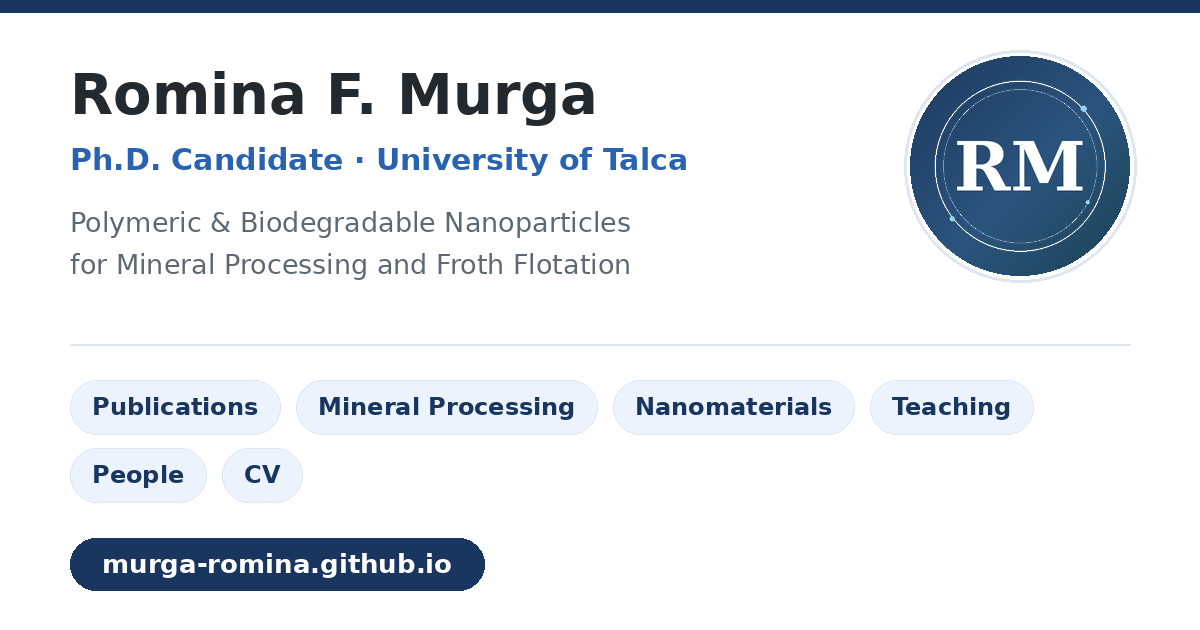 Romina F. Murga
RM
Ph.D. Candidate · University of Talca
Polymeric & Biodegradable Nanoparticles
for Mineral Processing and Froth Flotation
Publications Mineral Processing Nanomaterials Teaching
People CV
murga-romina.github.io